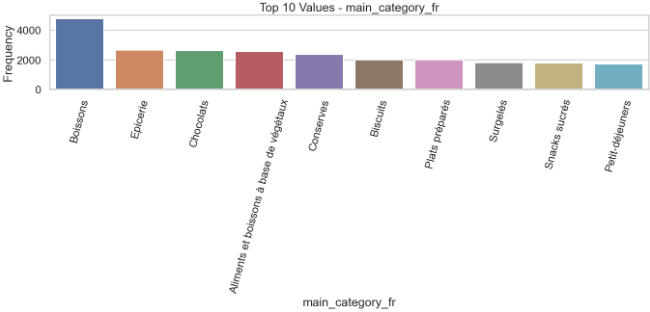 Top 10 Values - main_category_fr
Frequency
4000
2000
0
Boissons
Epicerie
Chocolats
Aliments et boissons à base de végétaux
Conserves
Biscuits
Plats préparés
Surgelés
Snacks sucrés
Petit-déjeuners
main_category_fr